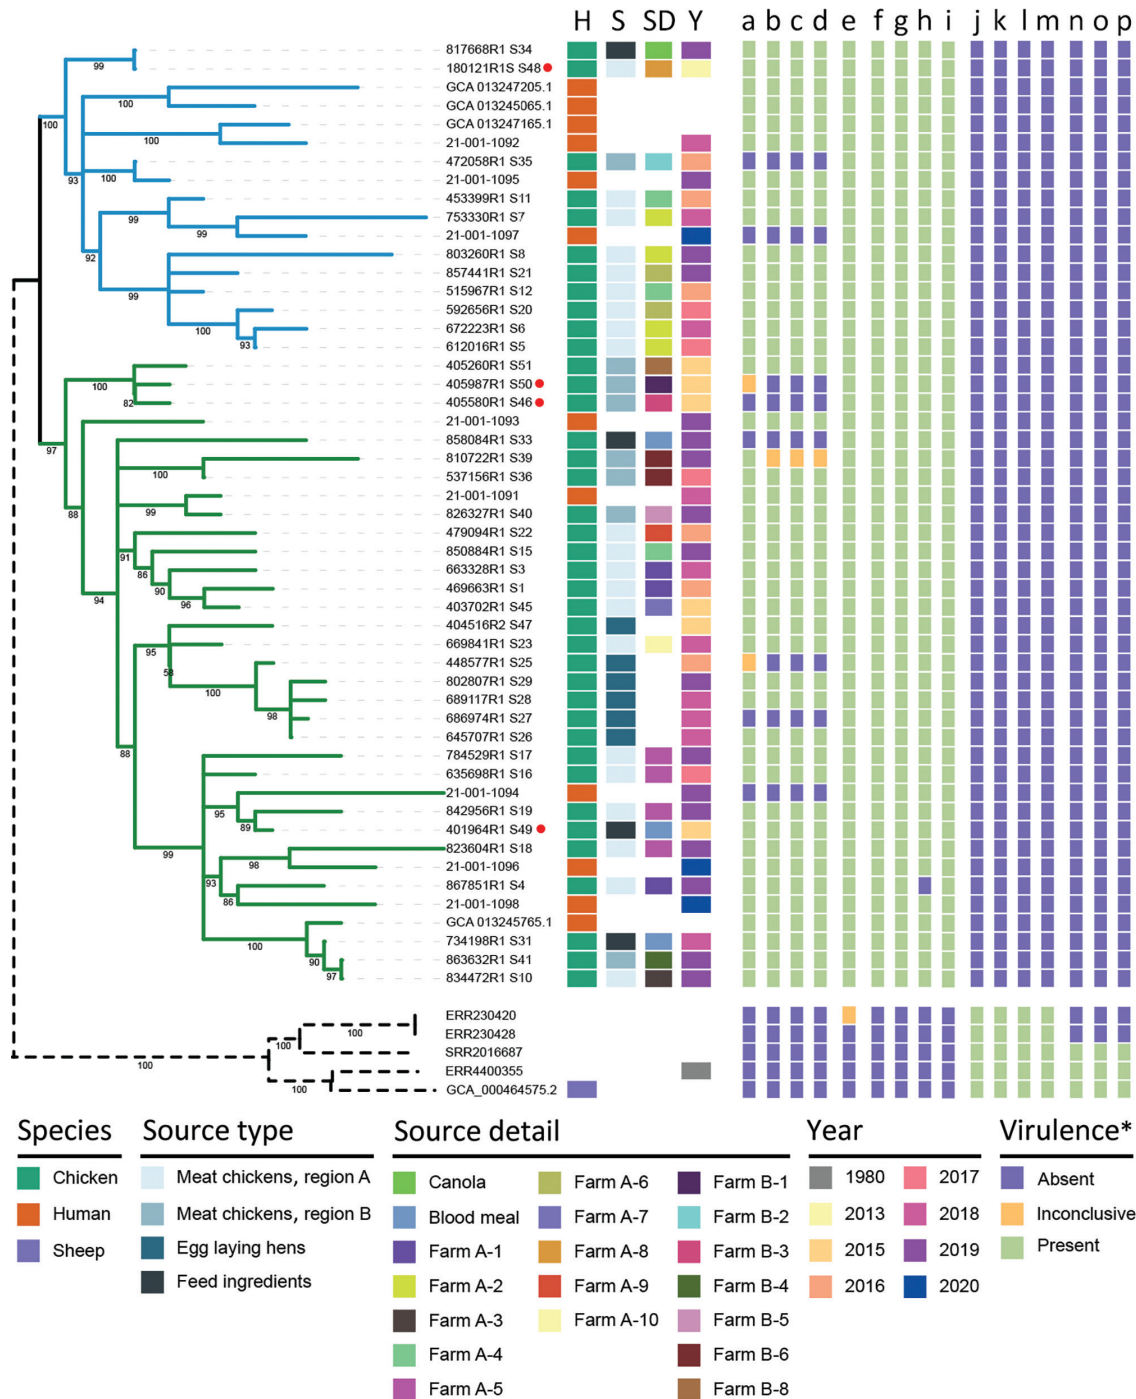 H S SD Y a b c d e f g h i j k l m n o p
817668R1 S34
99
180121R1S S48
GCA 013247205.1
100
GCA 013245065.1
100
GCA 013247165.1
100
21-001-1092
472058R1 S35
93
100
21-001-1095
453399R1 S11
99
753330R1 S7
99
21-001-1097
92
803260R1 S8
857441R1 S21
99
515967R1 S12
592656R1 S20
100
672223R1 S6
93
612016R1 S5
405260R1 S51
100
405987R1 S50
82
405580R1 S46
21-001-1093
97
858084R1 S33
810722R1 S39
100
537156R1 S36
21-001-1091
88
99
826327R1 S40
479094R1 S22
91
850884R1 S15
86
663328R1 S3
90
94
469663R1 S1
96
403702R1 S45
404516R2 S47
95
669841R1 S23
58
448577R1 S25
100
802807R1 S29
689117R1 S28
98
686974R1 S27
645707R1 S26
88
784529R1 S17
635698R1 S16
21-001-1094
95
842956R1 S19
89
401964R1 S49
99
823604R1 S18
98
21-001-1096
93
867851R1 S4
86
21-001-1098
GCA 013245765.1
100
734198R1 S31
90
863632R1 S41
97
834472R1 S10
ERR230420
100
ERR230428
100
SRR2016687
100
ERR4400355
100
GCA_000464575.2
Species
Chicken
Human
Sheep
Source type
Meat chickens, region A
Meat chickens, region B
Egg laying hens
Feed ingredients
Source detail
Canola
Blood meal
Farm A-1
Farm A-2
Farm A-3
Farm A-4
Farm A-5
Farm A-6
Farm A-7
Farm A-8
Farm A-9
Farm A-10
Farm B-1
Farm B-2
Farm B-3
Farm B-4
Farm B-5
Farm B-6
Farm B-8
Year
1980
2013
2015
2016
2017
2018
2019
2020
Virulence*
Absent
Inconclusive
Present